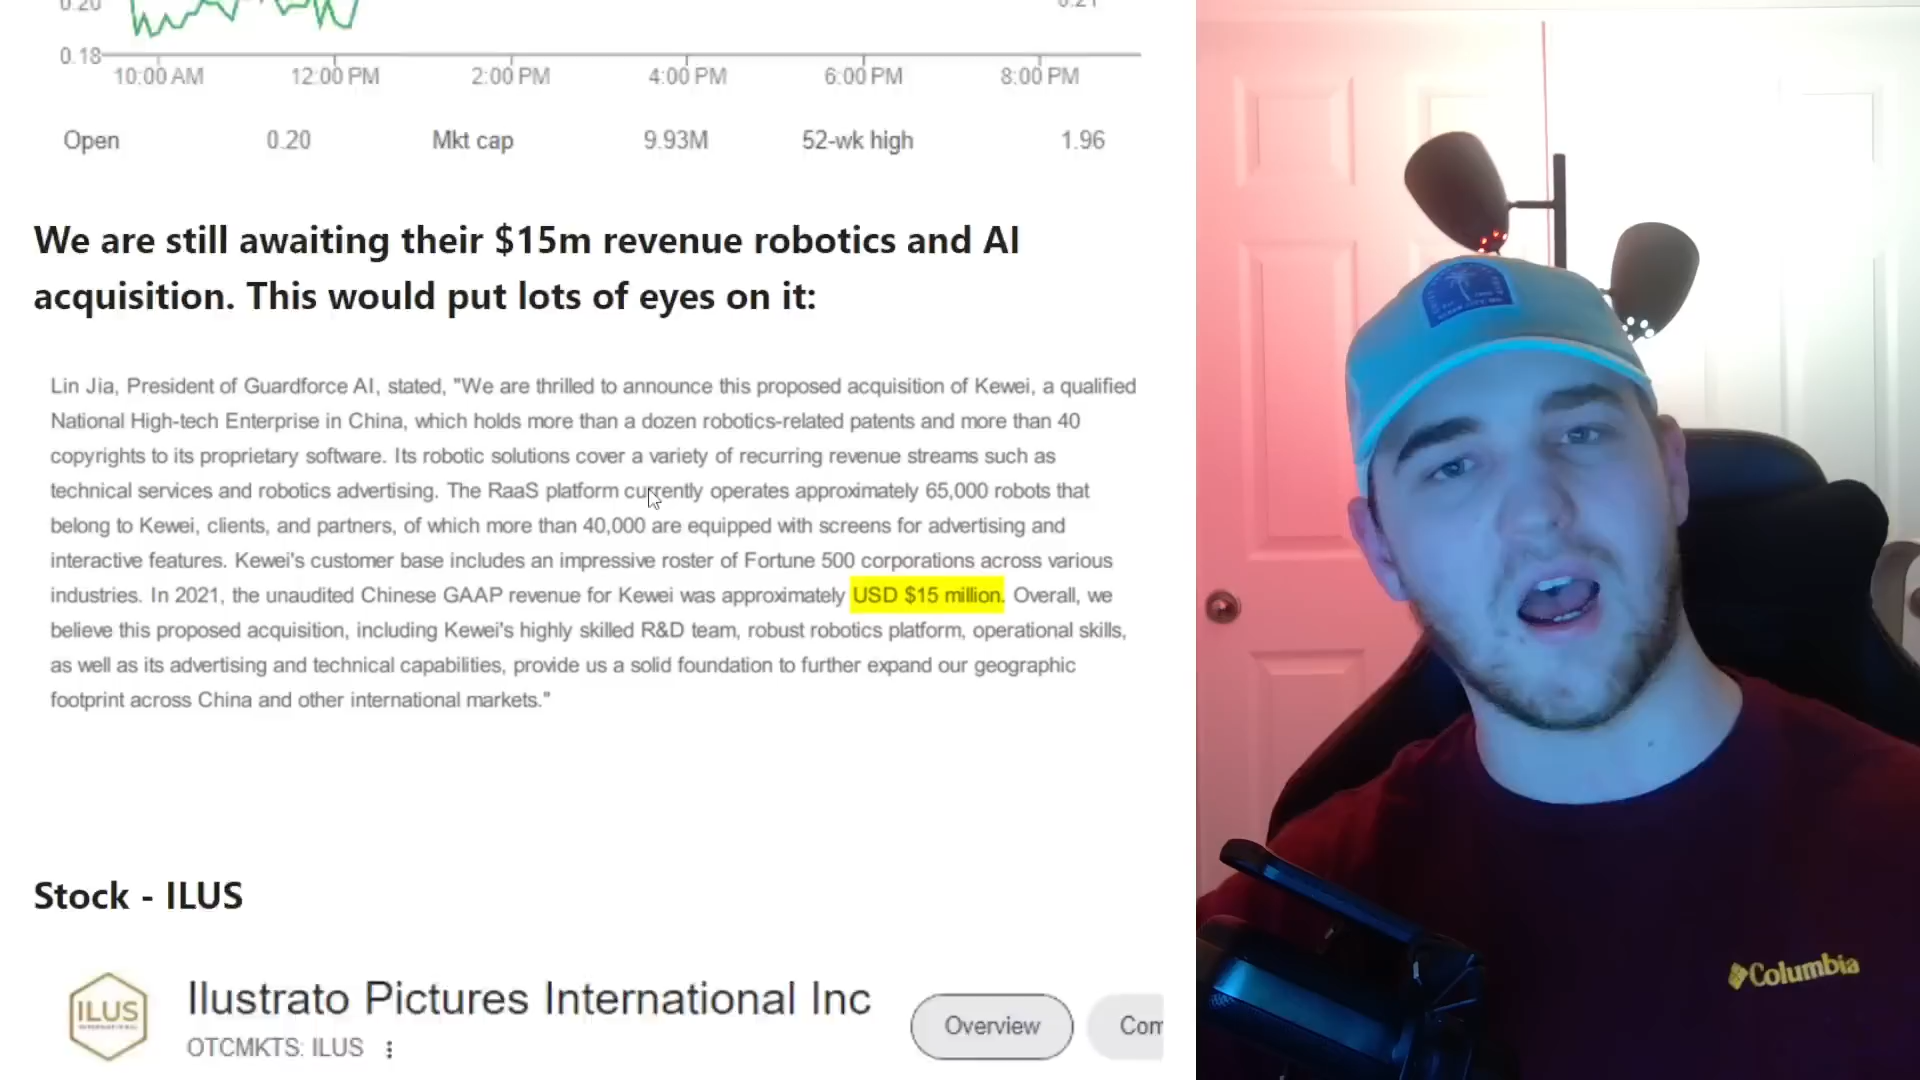 0.20
0.21
0.18
10:00 AM 12:00 PM 2:00 PM 4:00 PM 6:00 PM 8:00 PM
Open 0.20 Mkt cap 9.93M 52-wk high 1.96
We are still awaiting their $15m revenue robotics and AI
acquisition. This would put lots of eyes on it:
Lin Jia, President of Guardforce AI, stated, "We are thrilled to announce this proposed acquisition of Kewei, a qualified
National High-tech Enterprise in China, which holds more than a dozen robotics-related patents and more than 40
copyrights to its proprietary software. Its robotic solutions cover a variety of recurring revenue streams such as
technical services and robotics advertising. The RaaS platform currently operates approximately 65,000 robots that
belong to Kewei, clients, and partners, of which more than 40,000 are equipped with screens for advertising and
interactive features. Kewei's customer base includes an impressive roster of Fortune 500 corporations across various
industries. In 2021, the unaudited Chinese GAAP revenue for Kewei was approximately USD $15 million. Overall, we
believe this proposed acquisition, including Kewei's highly skilled R&D team, robust robotics platform, operational skills,
as well as its advertising and technical capabilities, provide us a solid foundation to further expand our geographic
footprint across China and other international markets."
Stock - ILUS
ILUS
Ilustrato Pictures International Inc
OTCMKTS: ILUS
Overview
Com
Columbia